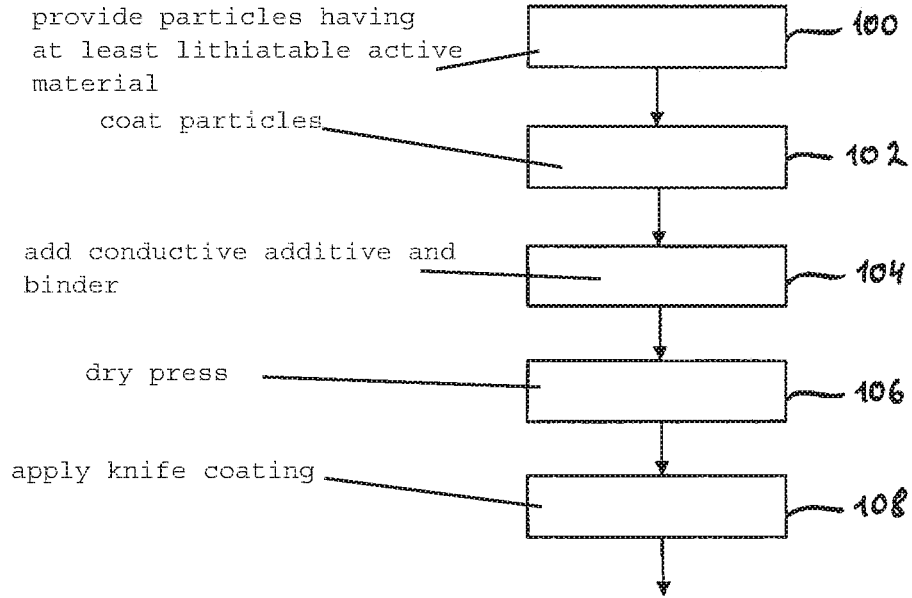 provide particles having
at least lithiatable active
material
100
coat particles
102
add conductive additive and
binder
104
dry press
106
apply knife coating
108